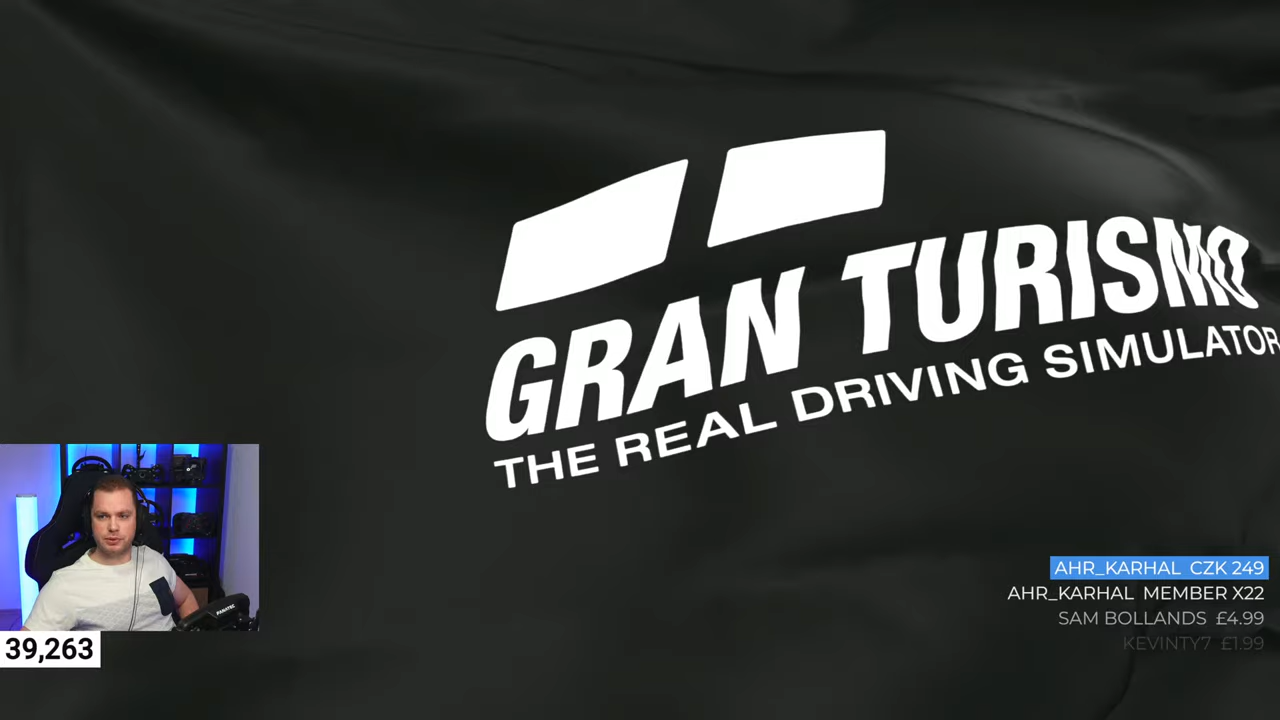 GRAN TURISMO
THE REAL DRIVING SIMULATOR
FANATEC
39,263
AHR_KARHAL CZK 249
AHR_KARHAL MEMBER X22
SAM BOLLANDS £4.99
KEVINTY7 £1.99